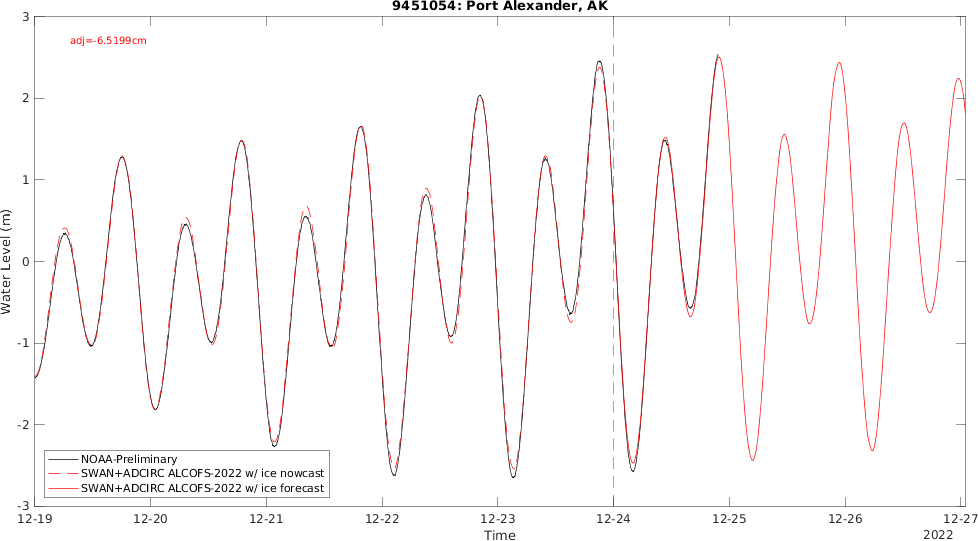 9451054: Port Alexander, AK
adj=-6.5199cm
3
2
1
0
-1
-2
-3
Water Level (m)
NOAA-Preliminary
SWAN+ADCIRC ALCOFS-2022 w/ ice nowcast
SWAN+ADCIRC ALCOFS-2022 w/ ice forecast
12-19 12-20 12-21 12-22 12-23 12-24 12-25 12-26 12-27
Time
2022